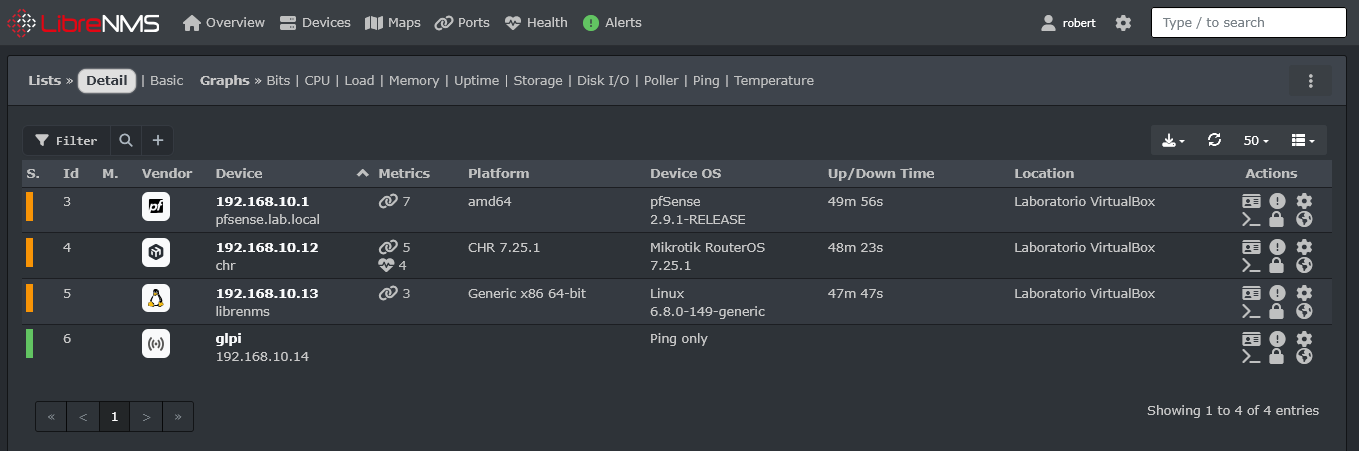 LibreNMS Overview Devices Maps Ports Health Alerts robert Type / to search
Lists » Detail | Basic Graphs » Bits | CPU | Load | Memory | Uptime | Storage | Disk I/O | Poller | Ping | Temperature
Filter 50
S. Id M. Vendor Device Metrics Platform Device OS Up/Down Time Location Actions
3 pf 192.168.10.1 7 amd64 pfSense 49m 56s Laboratorio VirtualBox
pfsense.lab.local 2.9.1-RELEASE
4 192.168.10.12 5 CHR 7.25.1 Mikrotik RouterOS 48m 23s Laboratorio VirtualBox
chr 4 7.25.1
5 192.168.10.13 3 Generic x86 64-bit Linux 47m 47s Laboratorio VirtualBox
librenms 6.8.0-149-generic
6 glpi Ping only
192.168.10.14
« < 1 > » Showing 1 to 4 of 4 entries